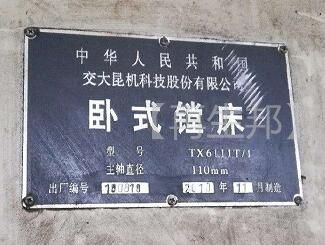 中华人民共和国
交大昆机科技股份有限公司
卧式镗床
型号 TX6111T/1
主轴直径 110mm
出厂编号 年 月制造